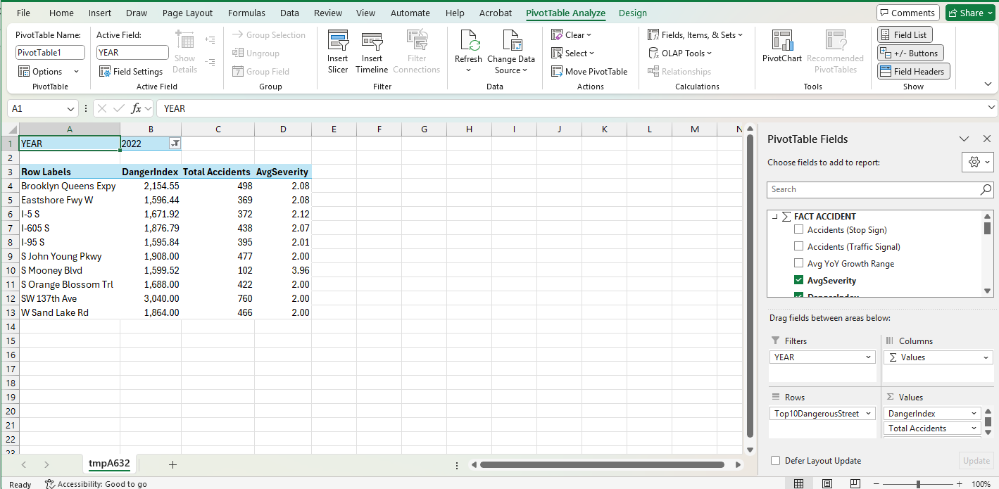 File Home Insert Draw Page Layout Formulas Data Review View Automate Help Acrobat PivotTable Analyze Design Comments Share
PivotTable Name:
PivotTable1
Options
PivotTable
Active Field:
YEAR
Field Settings
Show Details
Active Field
Group Selection
Ungroup
7 Group Field
Group
Insert Slicer
Insert Timeline
Filter Connections
Filter
Refresh
Change Data Source
Data
Clear
Select
Move PivotTable
Actions
Fields, Items, & Sets
OLAP Tools
Relationships
Calculations
PivotChart
Recommended PivotTables
Tools
Field List
+/- Buttons
Field Headers
Show
A1 fx YEAR
A B C D E F G H I J K L M N
1 YEAR 2022
2
3 Row Labels DangerIndex Total Accidents AvgSeverity
4 Brooklyn Queens Expy 2,154.55 498 2.08
5 Eastshore Fwy W 1,596.44 369 2.08
6 I-5 S 1,671.92 372 2.12
7 I-605 S 1,876.79 438 2.07
8 I-95 S 1,595.84 395 2.01
9 S John Young Pkwy 1,908.00 477 2.00
10 S Mooney Blvd 1,599.52 102 3.96
11 S Orange Blossom Trl 1,688.00 422 2.00
12 SW 137th Ave 3,040.00 760 2.00
13 W Sand Lake Rd 1,864.00 466 2.00
14
15
16
17
18
19
20
21
22
23
PivotTable Fields
Choose fields to add to report:
Search
Σ FACT ACCIDENT
Accidents (Stop Sign)
Accidents (Traffic Signal)
Avg YoY Growth Range
AvgSeverity
DangerIndex
Drag fields between areas below:
Filters
YEAR
Columns
Σ Values
Rows
Top10DangerousStreet
Σ Values
DangerIndex
Total Accidents
Defer Layout Update Update
tmpA632 +
Ready Accessibility: Good to go 100%